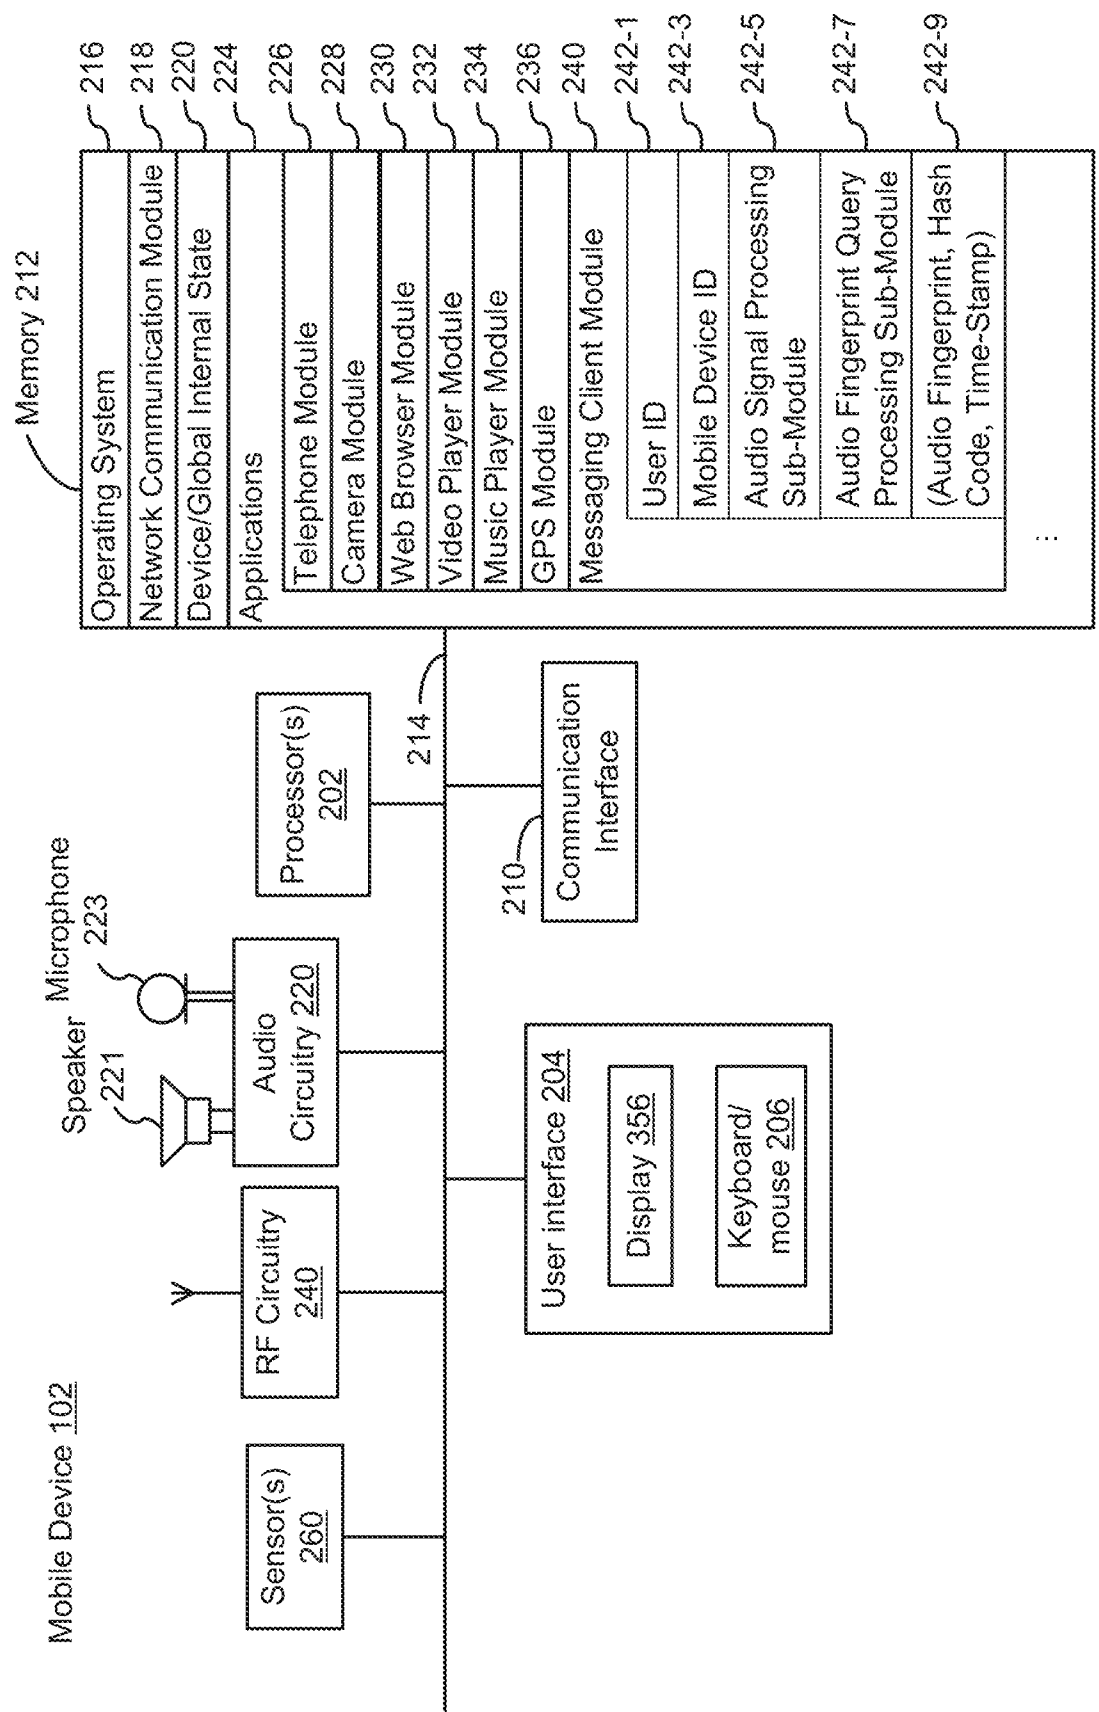 Mobile Device 102
Sensor(s)
260
RF Circuitry
240
Speaker
221
Microphone
223
Audio
Circuitry 220
Processor(s)
202
214
User interface 204
Display 356
Keyboard/
mouse 206
210
Communication
Interface
Memory 212
Operating System
216
Network Communication Module
218
Device/Global Internal State
220
Applications
224
Telephone Module
226
Camera Module
228
Web Browser Module
230
Video Player Module
232
Music Player Module
234
GPS Module
236
Messaging Client Module
240
User ID
242-1
Mobile Device ID
242-3
Audio Signal Processing
Sub-Module
242-5
Audio Fingerprint Query
Processing Sub-Module
242-7
(Audio Fingerprint, Hash
Code, Time-Stamp)
242-9
...